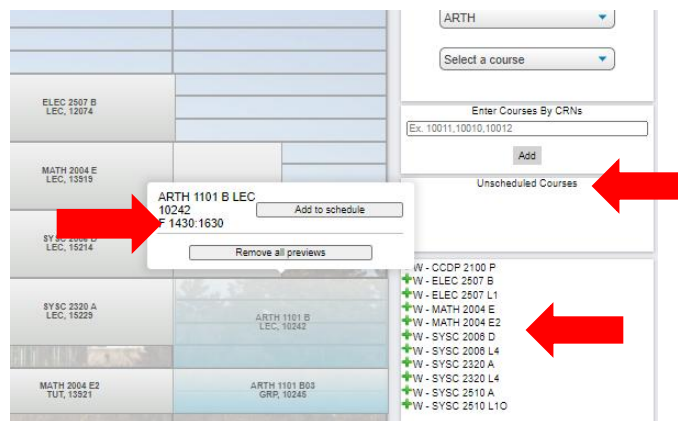 ARTH
Select a course
ELEC 2507 B
LEC, 12074
Enter Courses By CRNs
Ex. 10011,10010,10012
Add
MATH 2004 E
LEC, 13919
Unscheduled Courses
ARTH 1101 B LEC
10242
F 1430:1630
Add to schedule
Remove all previews
SYSC 2006 D
LEC, 15214
W - CCDP 2100 P
W - ELEC 2507 B
W - ELEC 2507 L1
W - MATH 2004 E
W - MATH 2004 E2
W - SYSC 2006 D
W - SYSC 2006 L4
W - SYSC 2320 A
W - SYSC 2320 L4
W - SYSC 2510 A
W - SYSC 2510 L1O
SYSC 2320 A
LEC, 15229
ARTH 1101 B
LEC, 10242
MATH 2004 E2
TUT, 13921
ARTH 1101 B03
GRP, 10245